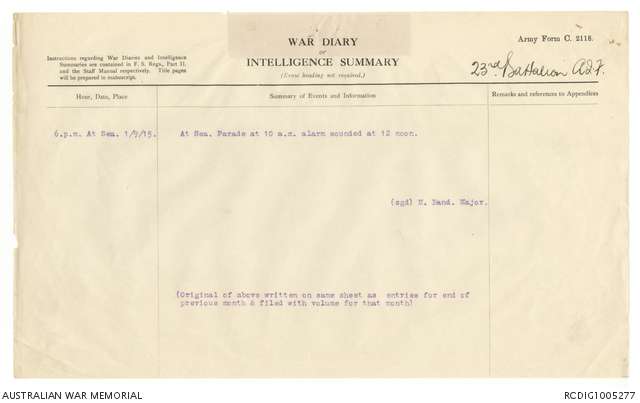 WAR DIARY
or
INTELLIGENCE SUMMARY
(Erase heading not required.)
Army Form C. 2118.
Instructions regarding War Diaries and Intelligence
Summaries are contained in F. S. Regs., Part II.
and the Staff Manual respectively. Title pages
will be prepared in manuscript.
23rd Battalion A.I.F.
Hour, Date, Place
Summary of Events and Information
Remarks and references to Appendices
6.p.m. At Sea. 1/9/15.
At Sea. Parade at 10 a.m. alarm sounded at 12 noon.
(sgd) Major.
(Original of above written on same sheet as entries for end of
previous month & filed with volume for that month)
AUSTRALIAN WAR MEMORIAL
RCDIG1005277